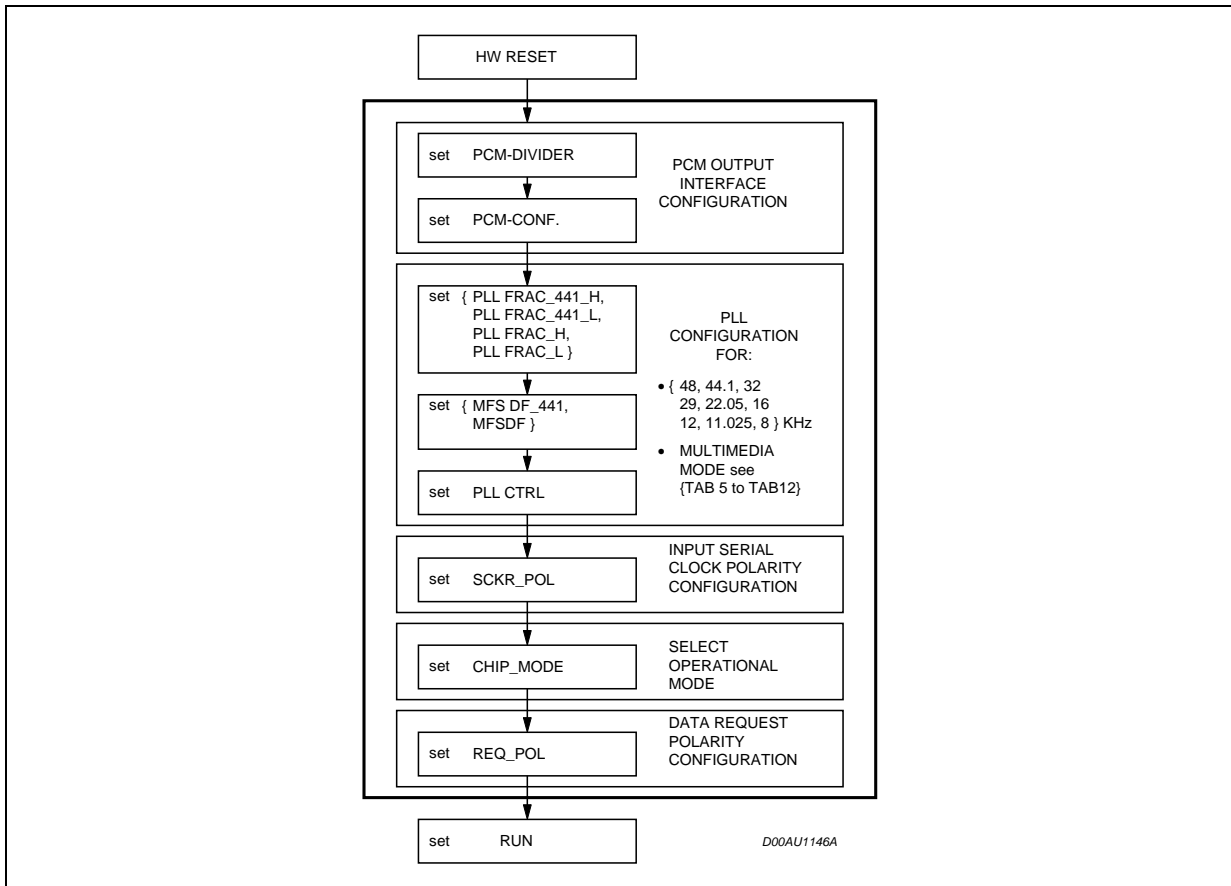 HW RESET
set PCM-DIVIDER
set PCM-CONF.
PCM OUTPUT
INTERFACE
CONFIGURATION
set { PLL FRAC_441_H,
PLL FRAC_441_L,
PLL FRAC_H,
PLL FRAC_L }
set { MFS DF_441,
MFSDF }
set PLL CTRL
PLL
CONFIGURATION
FOR:
• { 48, 44.1, 32
29, 22.05, 16
12, 11.025, 8 } KHz
• MULTIMEDIA
MODE see
{TAB 5 to TAB12}
set SCKR_POL
INPUT SERIAL
CLOCK POLARITY
CONFIGURATION
set CHIP_MODE
SELECT
OPERATIONAL
MODE
set REQ_POL
DATA REQUEST
POLARITY
CONFIGURATION
set RUN
D00AU1146A